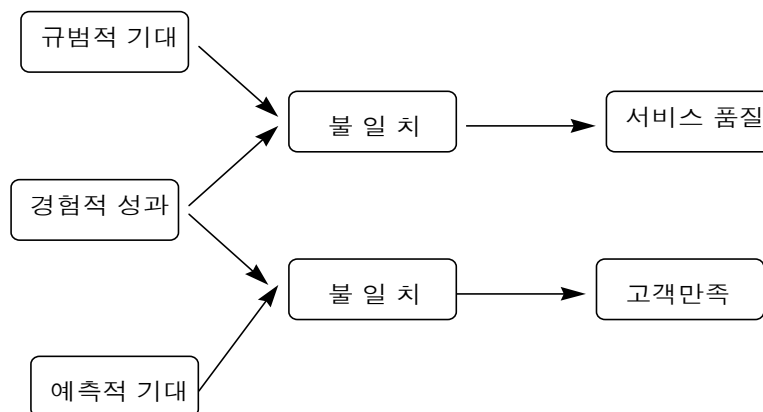 규범적 기대
불 일 치
서비스 품질
경험적 성과
불 일 치
고객만족
예측적 기대